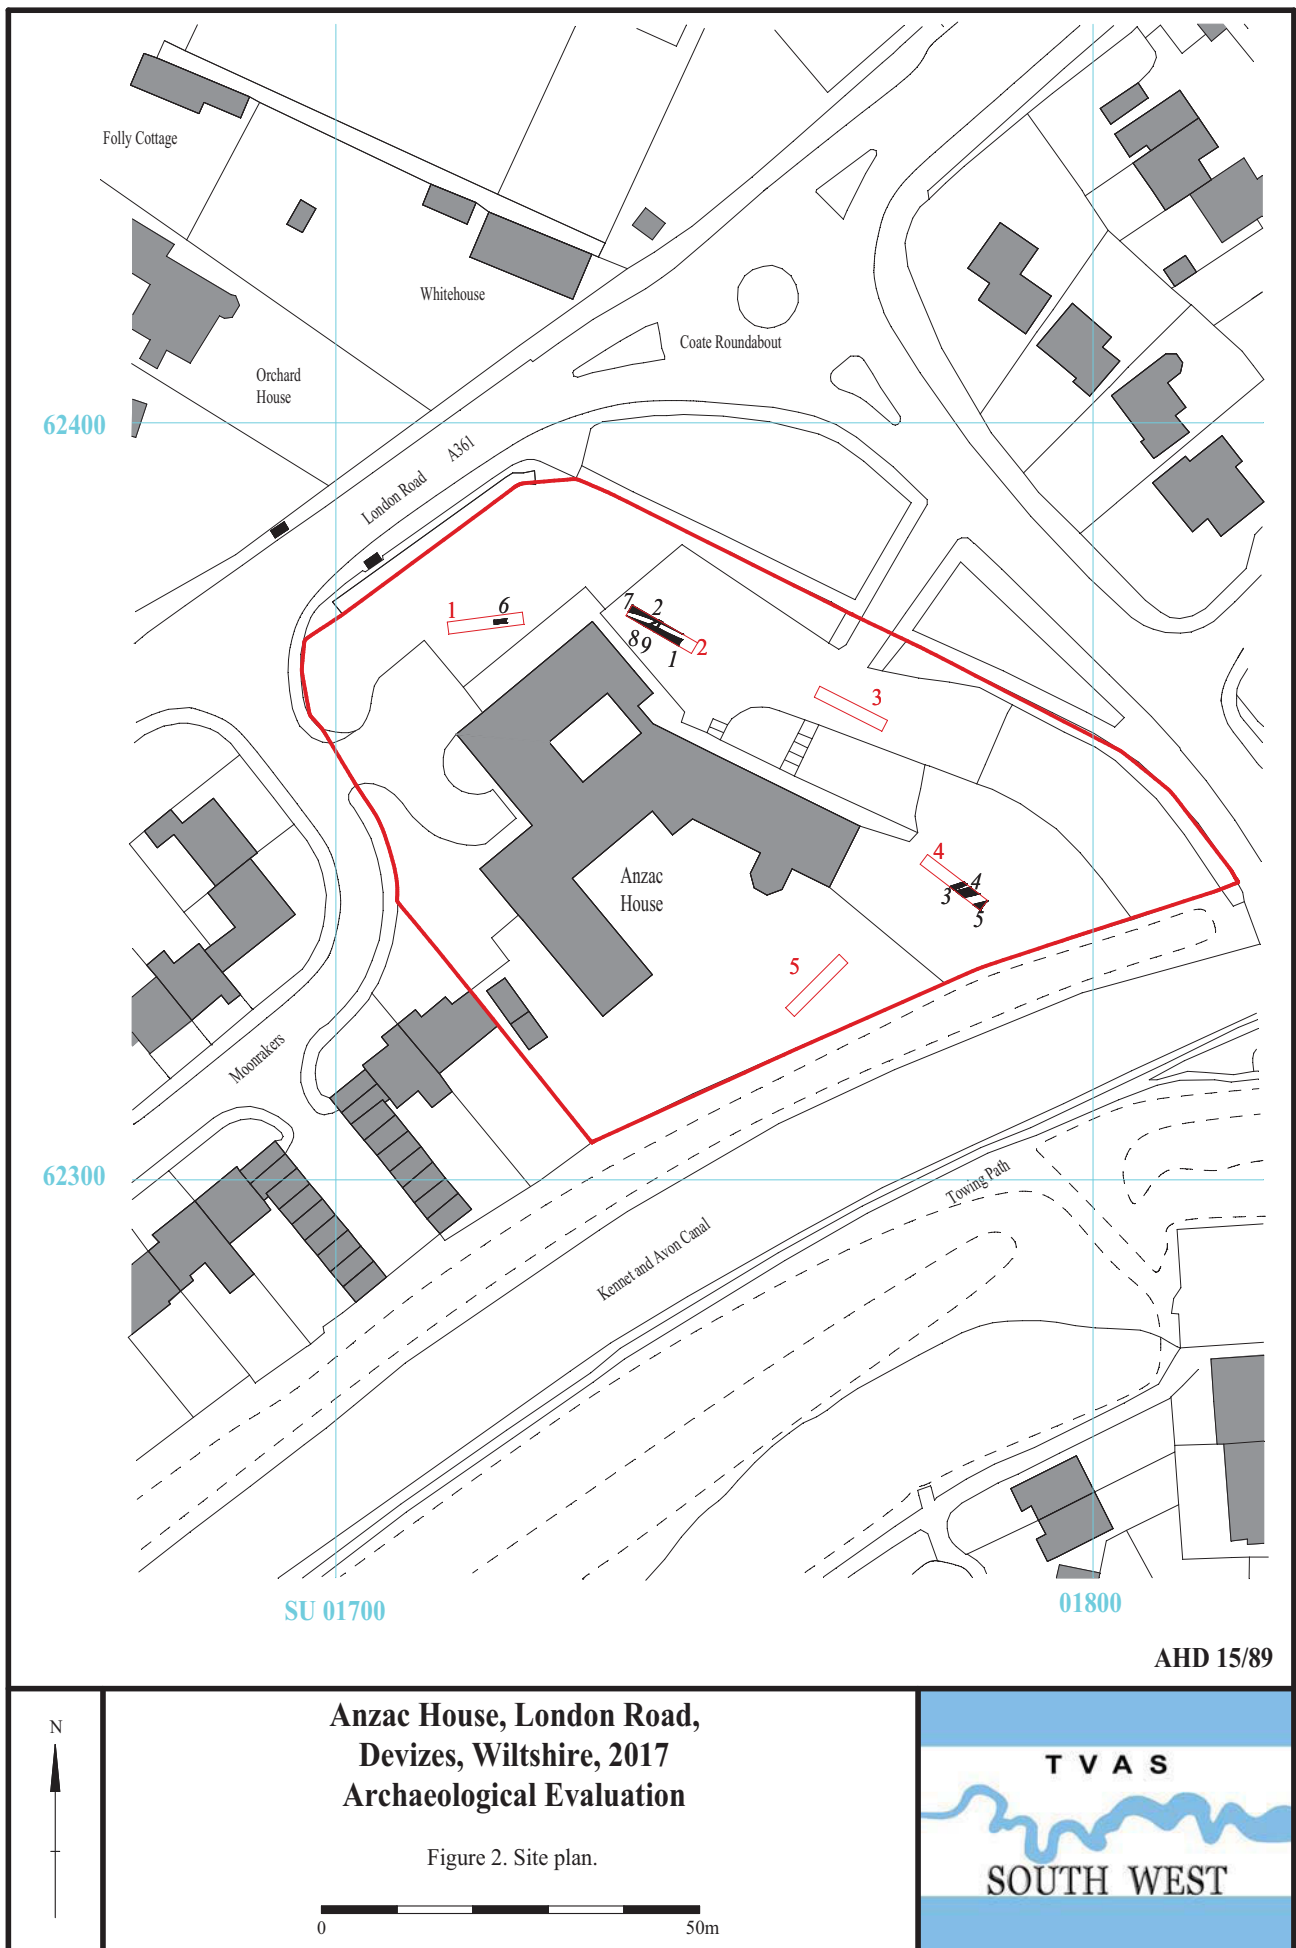 Folly Cottage
Whitehouse
Coate Roundabout
Orchard
House
62400
A361
London Road
1
6
7
2
8
9
1
2
3
4
4
3
5
Anzac
House
5
Moonrakers
62300
Towing Path
Kennet and Avon Canal
SU 01700
01800
AHD 15/89
N
Anzac House, London Road,
Devizes, Wiltshire, 2017
Archaeological Evaluation
Figure 2. Site plan.
0
50m
TVAS
SOUTH WEST